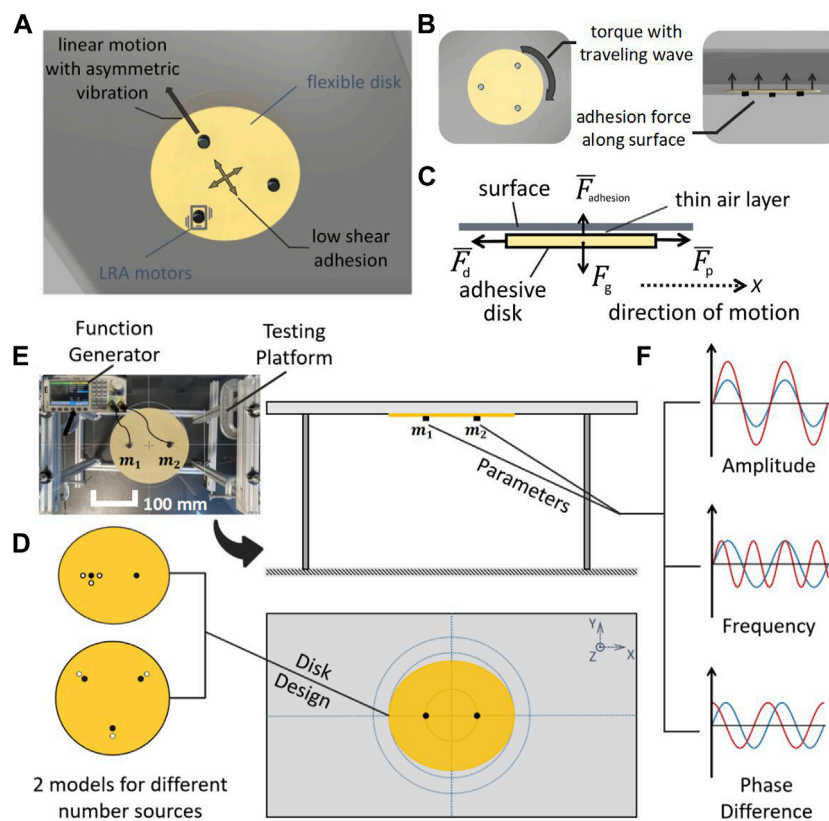 A
linear motion
with asymmetric
vibration
flexible disk
low shear
adhesion
LRA motors
B
torque with
traveling wave
adhesion force
along surface
C
surface
F̅adhesion
thin air layer
F̅d
F̅p
adhesive
disk
Fg
X
direction of motion
E
Function
Generator
Testing
Platform
m1
m2
100 mm
m1
m2
Parameters
F
Amplitude
Frequency
Phase
Difference
D
2 models for different
number sources
Disk
Design
Y
Z
X